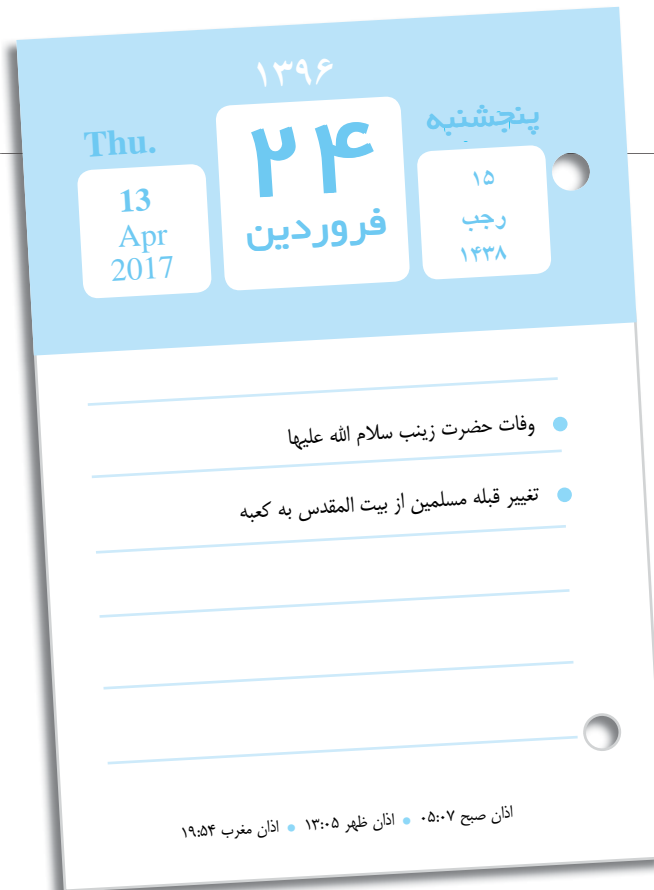 ۱۳۹۶
پنجشنبه
۱۵
رجب
۱۴۳۸
۲۴
فروردین
Thu.
13
Apr
2017
وفات حضرت زینب سلام الله علیها
تغییر قبله مسلمین از بیت المقدس به کعبه
اذان صبح ۰۵:۰۷ • اذان ظهر ۱۳:۰۵ • اذان مغرب ۱۹:۵۴